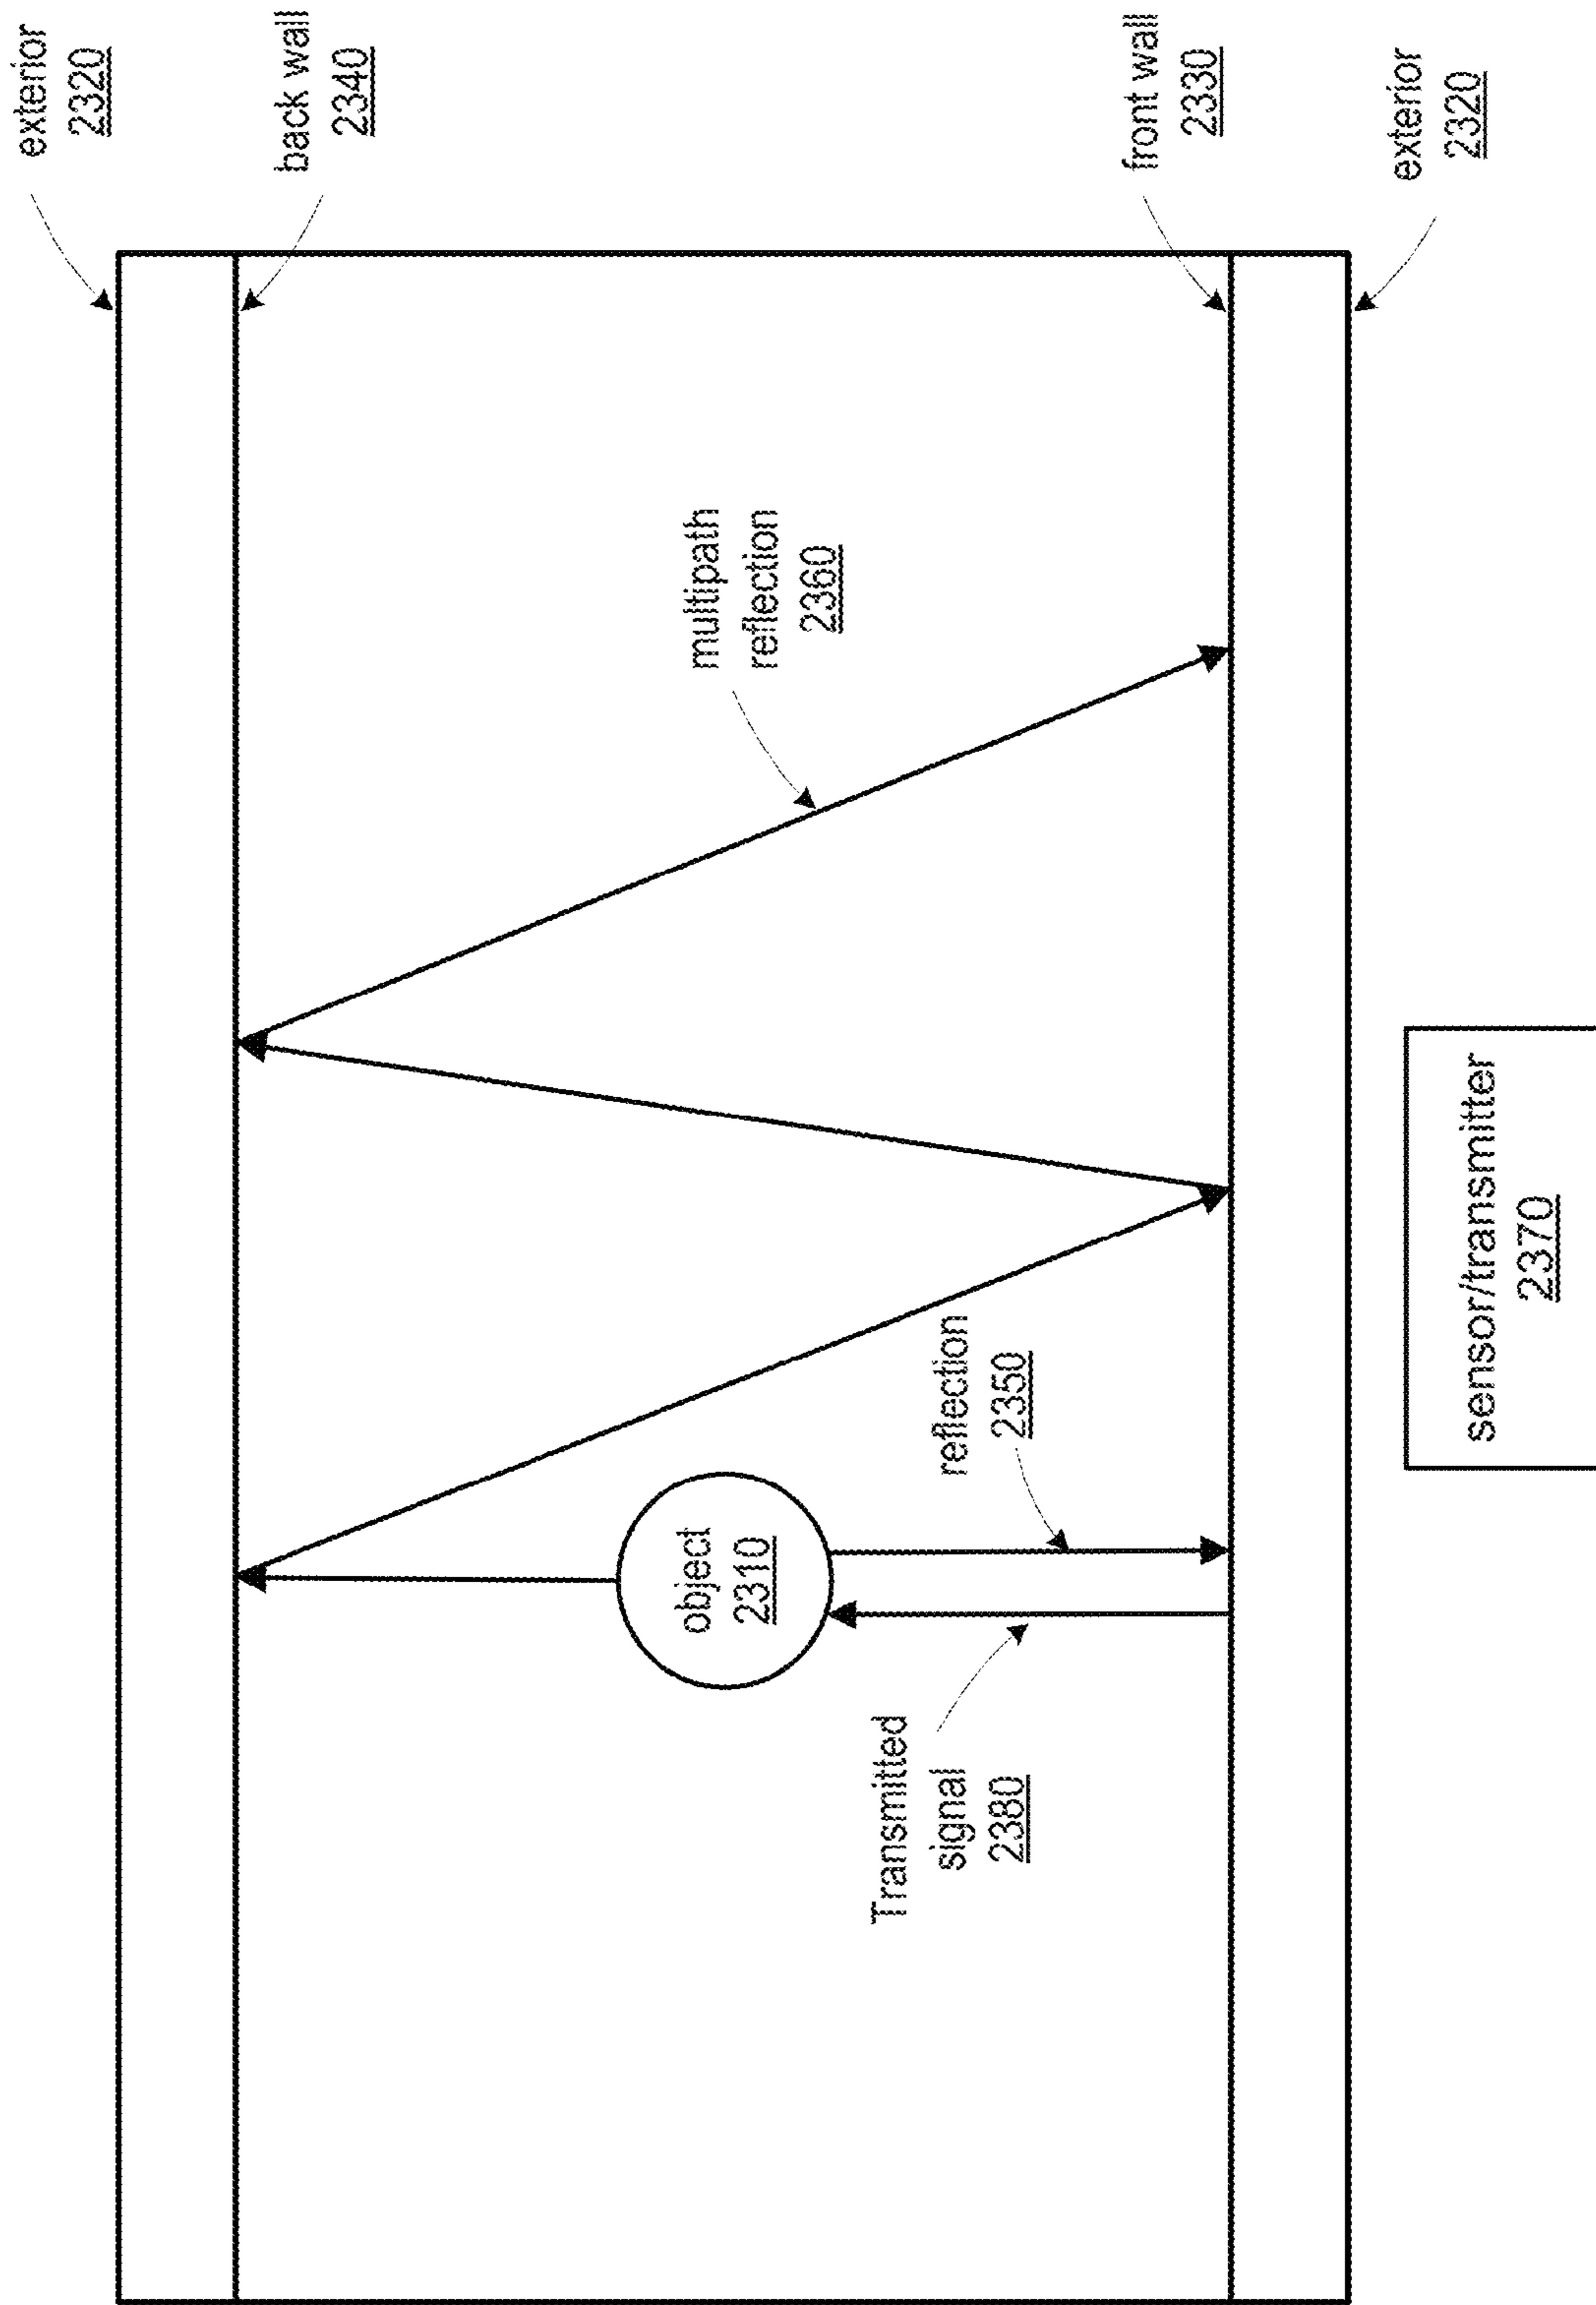 exterior
2320
back wall
2340
multipath
reflection
2360
object
2310
reflection
2350
Transmitted
signal
2380
front wall
2330
exterior
2320
sensor/transmitter
2370